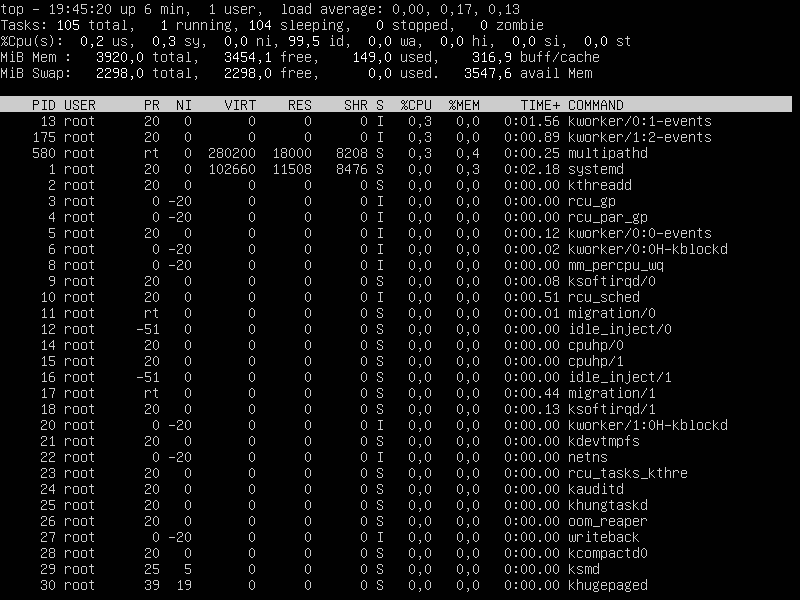 top - 19:45:20 up 6 min,  1 user,  load average: 0,00, 0,17, 0,13
Tasks: 105 total,   1 running, 104 sleeping,   0 stopped,   0 zombie
%Cpu(s):  0,2 us,  0,3 sy,  0,0 ni, 99,5 id,  0,0 wa,  0,0 hi,  0,0 si,  0,0 st
MiB Mem :   3920,0 total,   3454,1 free,    149,0 used,    316,9 buff/cache
MiB Swap:   2298,0 total,   2298,0 free,      0,0 used.   3547,6 avail Mem
PID USER      PR  NI    VIRT    RES    SHR S  %CPU  %MEM     TIME+ COMMAND
13 root      20   0       0      0      0 I   0,3   0,0   0:01.56 kworker/0:1-events
175 root      20   0       0      0      0 I   0,3   0,0   0:00.89 kworker/1:2-events
580 root      rt   0  280200  18000   8208 S   0,3   0,4   0:00.25 multipathd
1 root      20   0  102660  11508   8476 S   0,0   0,3   0:02.18 systemd
2 root      20   0       0      0      0 S   0,0   0,0   0:00.00 kthreadd
3 root       0 -20       0      0      0 I   0,0   0,0   0:00.00 rcu_gp
4 root       0 -20       0      0      0 I   0,0   0,0   0:00.00 rcu_par_gp
5 root      20   0       0      0      0 I   0,0   0,0   0:00.12 kworker/0:0-events
6 root       0 -20       0      0      0 I   0,0   0,0   0:00.02 kworker/0:0H-kblockd
8 root       0 -20       0      0      0 I   0,0   0,0   0:00.00 mm_percpu_wq
9 root      20   0       0      0      0 S   0,0   0,0   0:00.08 ksoftirqd/0
10 root      20   0       0      0      0 I   0,0   0,0   0:00.51 rcu_sched
11 root      rt   0       0      0      0 S   0,0   0,0   0:00.01 migration/0
12 root     -51   0       0      0      0 S   0,0   0,0   0:00.00 idle_inject/0
14 root      20   0       0      0      0 S   0,0   0,0   0:00.00 cpuhp/0
15 root      20   0       0      0      0 S   0,0   0,0   0:00.00 cpuhp/1
16 root     -51   0       0      0      0 S   0,0   0,0   0:00.00 idle_inject/1
17 root      rt   0       0      0      0 S   0,0   0,0   0:00.44 migration/1
18 root      20   0       0      0      0 S   0,0   0,0   0:00.13 ksoftirqd/1
20 root       0 -20       0      0      0 I   0,0   0,0   0:00.00 kworker/1:0H-kblockd
21 root      20   0       0      0      0 S   0,0   0,0   0:00.00 kdevtmpfs
22 root       0 -20       0      0      0 I   0,0   0,0   0:00.00 netns
23 root      20   0       0      0      0 S   0,0   0,0   0:00.00 rcu_tasks_kthre
24 root      20   0       0      0      0 S   0,0   0,0   0:00.00 kauditd
25 root      20   0       0      0      0 S   0,0   0,0   0:00.00 khungtaskd
26 root      20   0       0      0      0 S   0,0   0,0   0:00.00 oom_reaper
27 root       0 -20       0      0      0 I   0,0   0,0   0:00.00 writeback
28 root      20   0       0      0      0 S   0,0   0,0   0:00.00 kcompactd0
29 root      25   5       0      0      0 S   0,0   0,0   0:00.00 ksmd
30 root      39  19       0      0      0 S   0,0   0,0   0:00.00 khugepaged